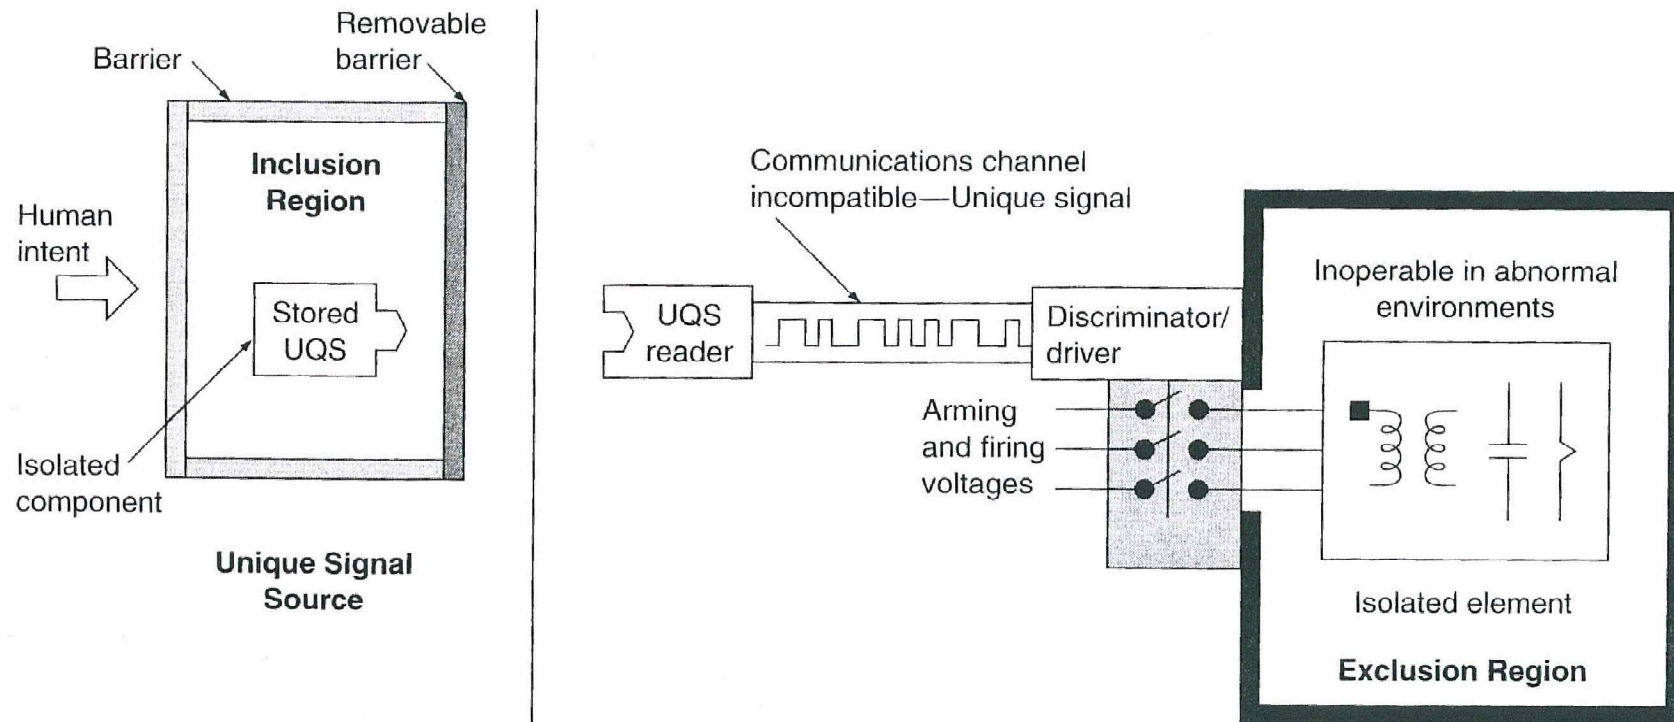 Removable
barrier
Barrier
Inclusion
Region
Human
intent
Stored
UQS
Isolated
component
Unique Signal
Source
Communications channel
incompatible—Unique signal
UQS
reader
Discriminator/
driver
Arming
and firing
voltages
Inoperable in abnormal
environments
Isolated element
Exclusion Region